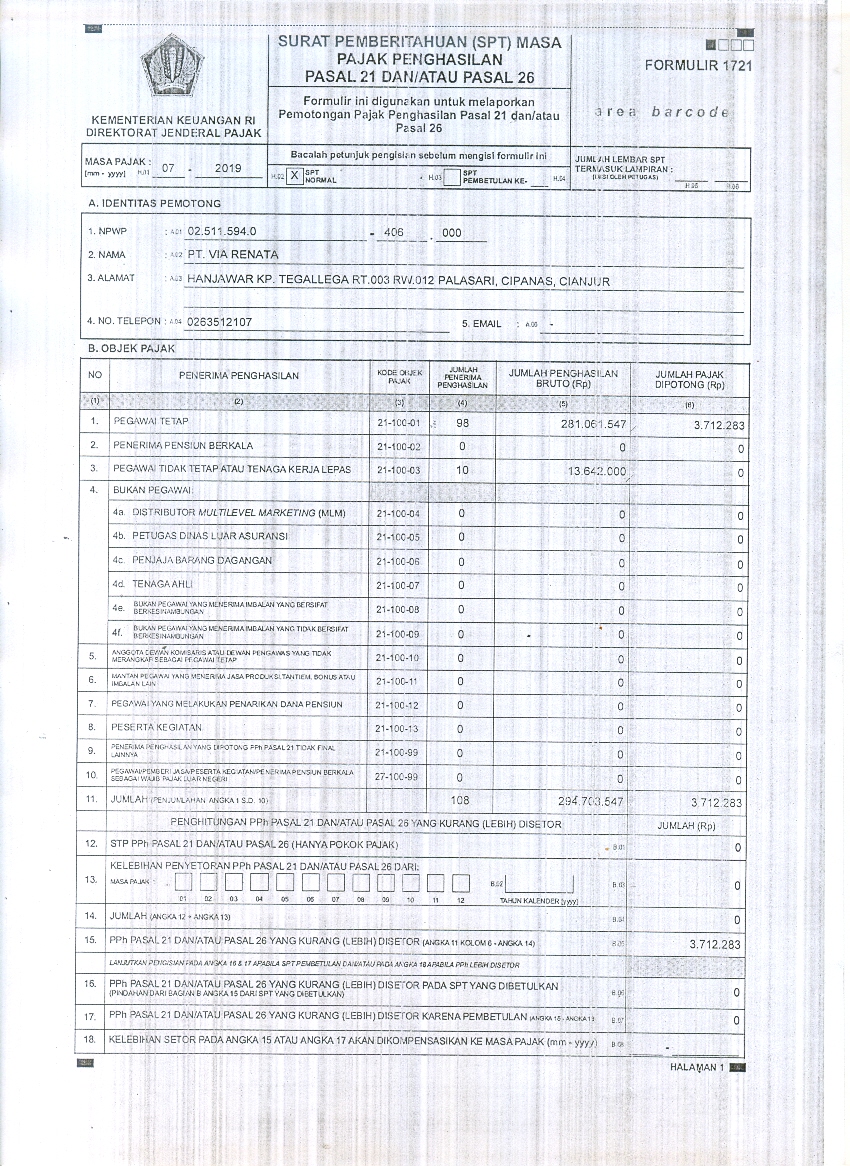 SURAT PEMBERITAHUAN (SPT) MASA
PAJAK PENGHASILAN
PASAL 21 DAN/ATAU PASAL 26
FORMULIR 1721
Formulir ini digunakan untuk melaporkan
Pemotongan Pajak Penghasilan Pasal 21 dan/atau
Pasal 26
area barcode
KEMENTERIAN KEUANGAN RI
DIREKTORAT JENDERAL PAJAK
MASA PAJAK :
[mm - yyyy] H.01 07 - 2019
Bacalah petunjuk pengisian sebelum mengisi formulir ini
H.02 X SPT NORMAL H.03 SPT PEMBETULAN KE- H.04
JUMLAH LEMBAR SPT
TERMASUK LAMPIRAN :
(DIISI OLEH PETUGAS) H.05
A. IDENTITAS PEMOTONG
1. NPWP : A.01 02.511.594.0 - 406 . 000
2. NAMA : A.02 PT. VIA RENATA
3. ALAMAT : A.03 HANJAWAR KP. TEGALLEGA RT.003 RW.012 PALASARI, CIPANAS, CIANJUR
4. NO. TELEPON : A.04 0263512107 5. EMAIL : -
B. OBJEK PAJAK
NO PENERIMA PENGHASILAN KODE OBJEK PAJAK JUMLAH PENERIMA PENGHASILAN JUMLAH PENGHASILAN BRUTO (Rp) JUMLAH PAJAK DIPOTONG (Rp)
(1) (2) (3) (4) (5) (6)
1. PEGAWAI TETAP 21-100-01 98 281.061.547 3.712.283
2. PENERIMA PENSIUN BERKALA 21-100-02 0 0 0
3. PEGAWAI TIDAK TETAP ATAU TENAGA KERJA LEPAS 21-100-03 10 13.642.000 0
4. BUKAN PEGAWAI:
4a. DISTRIBUTOR MULTILEVEL MARKETING (MLM) 21-100-04 0 0 0
4b. PETUGAS DINAS LUAR ASURANSI 21-100-05 0 0 0
4c. PENJAJA BARANG DAGANGAN 21-100-06 0 0 0
4d. TENAGA AHLI 21-100-07 0 0 0
4e. BUKAN PEGAWAI YANG MENERIMA IMBALAN YANG BERSIFAT BERKESINAMBUNGAN 21-100-08 0 0 0
4f. BUKAN PEGAWAI YANG MENERIMA IMBALAN YANG TIDAK BERSIFAT BERKESINAMBUNGAN 21-100-09 0 0 0
5. ANGGOTA DEWAN KOMISARIS ATAU DEWAN PENGAWAS YANG TIDAK MERANGKAP SEBAGAI PEGAWAI TETAP 21-100-10 0 0 0
6. MANTAN PEGAWAI YANG MENERIMA JASA PRODUKSI, TANTIEM, BONUS ATAU IMBALAN LAIN 21-100-11 0 0 0
7. PEGAWAI YANG MELAKUKAN PENARIKAN DANA PENSIUN 21-100-12 0 0 0
8. PESERTA KEGIATAN 21-100-13 0 0 0
9. PENERIMA PENGHASILAN YANG DIPOTONG PPh PASAL 21 TIDAK FINAL LAINNYA 21-100-99 0 0 0
10. PEGAWAI/PEMBERI JASA/PESERTA KEGIATAN/PENERIMA PENSIUN BERKALA SEBAGAI WAJIB PAJAK LUAR NEGERI 27-100-99 0 0 0
11. JUMLAH (PENJUMLAHAN ANGKA 1 S.D. 10) 108 294.703.547 3.712.283
PENGHITUNGAN PPh PASAL 21 DAN/ATAU PASAL 26 YANG KURANG (LEBIH) DISETOR JUMLAH (Rp)
12. STP PPh PASAL 21 DAN/ATAU PASAL 26 (HANYA POKOK PAJAK) B.01 0
13. KELEBIHAN PENYETORAN PPh PASAL 21 DAN/ATAU PASAL 26 DARI:
MASA PAJAK : B.02 B.03 0
01 02 03 04 05 06 07 08 09 10 11 12 TAHUN KALENDER [yyyy]
14. JUMLAH (ANGKA 12 + ANGKA 13) B.04 0
15. PPh PASAL 21 DAN/ATAU PASAL 26 YANG KURANG (LEBIH) DISETOR (ANGKA 11 KOLOM 6 - ANGKA 14) B.05 3.712.283
LANJUTKAN PENGISIAN PADA ANGKA 16 & 17 APABILA SPT PEMBETULAN DAN/ATAU PADA ANGKA 18 APABILA PPh LEBIH DISETOR
16. PPh PASAL 21 DAN/ATAU PASAL 26 YANG KURANG (LEBIH) DISETOR PADA SPT YANG DIBETULKAN
(PINDAHAN DARI BAGIAN B ANGKA 15 DARI SPT YANG DIBETULKAN) B.06 0
17. PPh PASAL 21 DAN/ATAU PASAL 26 YANG KURANG (LEBIH) DISETOR KARENA PEMBETULAN B.07 0
18. KELEBIHAN SETOR PADA ANGKA 15 ATAU ANGKA 17 AKAN DIKOMPENSASIKAN KE MASA PAJAK (mm - yyyy) B.08 -
HALAMAN 1